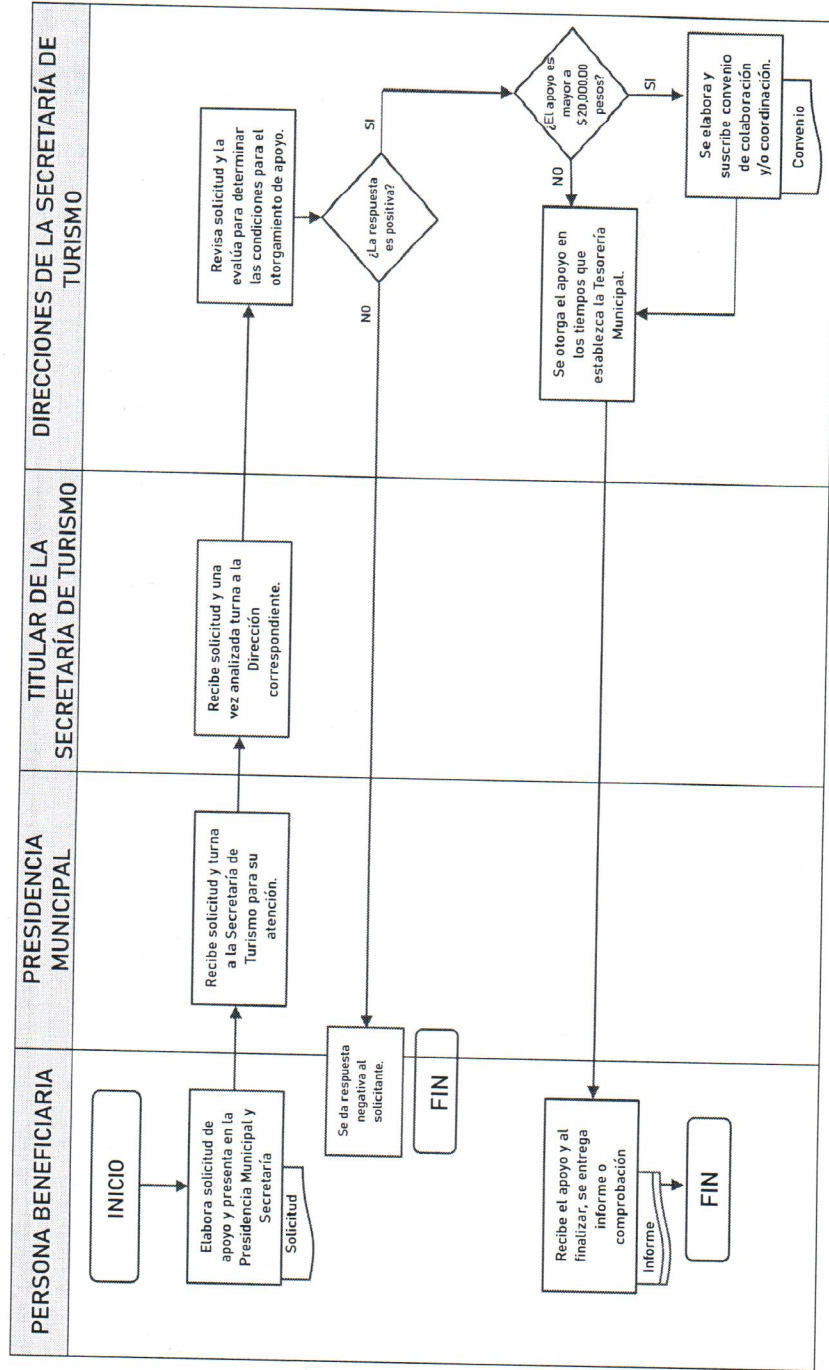 PERSONA BENEFICIARIA
PRESIDENCIA
MUNICIPAL
TITULAR DE LA
SECRETARÍA DE TURISMO
DIRECCIONES DE LA SECRETARÍA DE
TURISMO
INICIO
Elabora solicitud de
apoyo y presenta en la
Presidencia Municipal y
Secretaría
Solicitud
Recibe solicitud y turna
a la Secretaría de
Turismo para su
atención.
Recibe solicitud y una
vez analizada turna a la
Dirección
correspondiente.
Revisa solicitud y la
evalúa para determinar
las condiciones para el
otorgamiento de apoyo.
¿La respuesta
es positiva?
NO
SI
Se da respuesta
negativa al
solicitante.
FIN
¿El apoyo es
mayor a
$ 20,000.00
pesos?
NO
SI
Se elabora y
suscribe convenio
de colaboración
y/o coordinación.
Convenio
Se otorga el apoyo en
los tiempos que
establezca la Tesorería
Municipal.
Recibe el apoyo y al
finalizar, se entrega
informe o
comprobación
Informe
FIN